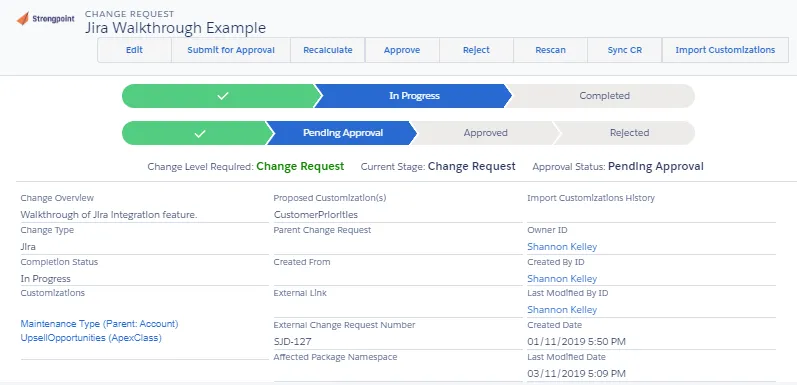 Strongpoint
CHANGE REQUEST
Jira Walkthrough Example
Edit Submit for Approval Recalculate Approve Reject Rescan Sync CR Import Customizations
In Progress Completed
Pending Approval Approved Rejected
Change Level Required: Change Request Current Stage: Change Request Approval Status: Pending Approval
Change Overview Proposed Customization(s) Import Customizations History
Walkthrough of Jira integration feature. CustomerPriorities
Change Type Parent Change Request Owner ID
Jira Shannon Kelley
Completion Status Created From Created By ID
In Progress Shannon Kelley
Customizations External Link Last Modified By ID
Shannon Kelley
Maintenance Type (Parent: Account) External Change Request Number Created Date
UpsellOpportunities (ApexClass) SJD-127 01/11/2019 5:50 PM
Affected Package Namespace Last Modified Date
03/11/2019 5:09 PM